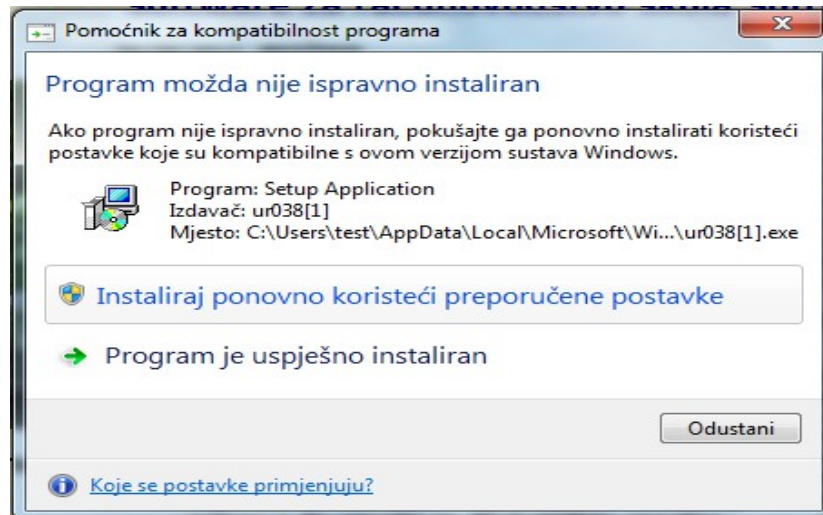 Pomoćnik za kompatibilnost programa
Program možda nije ispravno instaliran
Ako program nije ispravno instaliran, pokušajte ga ponovno instalirati koristeći
postavke koje su kompatibilne s ovom verzijom sustava Windows.
Program: Setup Application
Izdavač: ur038[1]
Mjesto: C:\Users\test\AppData\Local\Microsoft\Wi...\ur038[1].exe
Instaliraj ponovno koristeći preporučene postavke
Program je uspješno instaliran
Odustani
Koje se postavke primjenjuju?